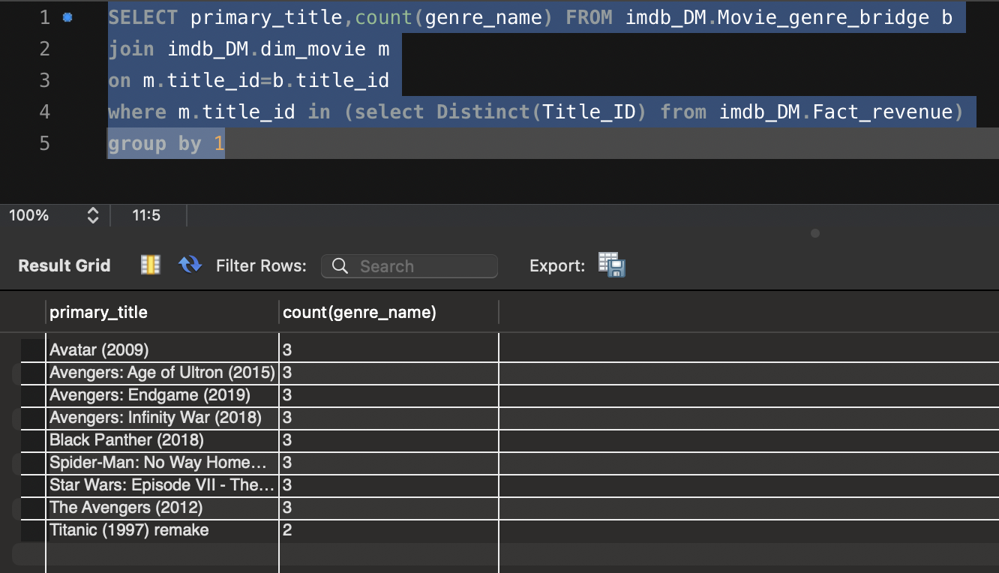 1 SELECT primary_title,count(genre_name) FROM imdb_DM.Movie_genre_bridge b
2 join imdb_DM.dim_movie m
3 on m.title_id=b.title_id
4 where m.title_id in (select Distinct(Title_ID) from imdb_DM.Fact_revenue)
5 group by 1
100% 11:5
Result Grid Filter Rows: Search Export:
primary_title count(genre_name)
Avatar (2009) 3
Avengers: Age of Ultron (2015) 3
Avengers: Endgame (2019) 3
Avengers: Infinity War (2018) 3
Black Panther (2018) 3
Spider-Man: No Way Home... 3
Star Wars: Episode VII - The... 3
The Avengers (2012) 3
Titanic (1997) remake 2